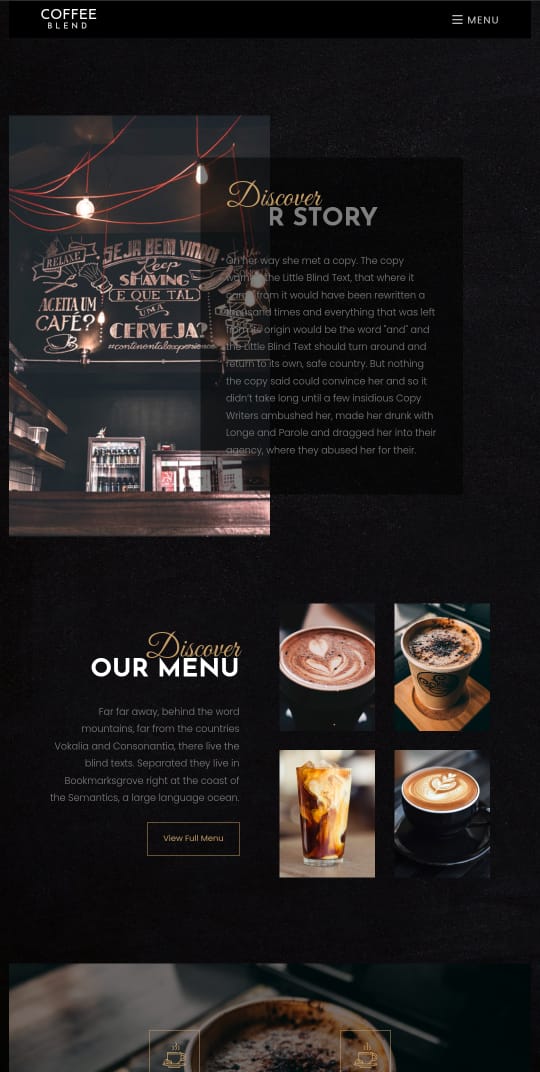 COFFEE
BLEND
MENU
Discover
R STORY
RELAXE
SEJA BEM VINDO!
Keep
SHAVING
E QUE TAL
UMA
CERVEJA?
#continentalexperience
ACEITA UM
CAFÉ?
On her way she met a copy. The copy
the Little Blind Text, that where it
from it would have been rewritten a
thousand times and everything that was left
from its origin would be the word "and" and
the Little Blind Text should turn around and
return to its own, safe country. But nothing
the copy said could convince her and so it
didn't take long until a few insidious Copy
Writers ambushed her, made her drunk with
Longe and Parole and dragged her into their
agency, where they abused her for their.
Discover
OUR MENU
Far far away, behind the word
mountains, far from the countries
Vokalia and Consonantia, there live the
blind texts. Separated they live in
Bookmarksgrove right at the coast of
the Semantics, a large language ocean.
View Full Menu